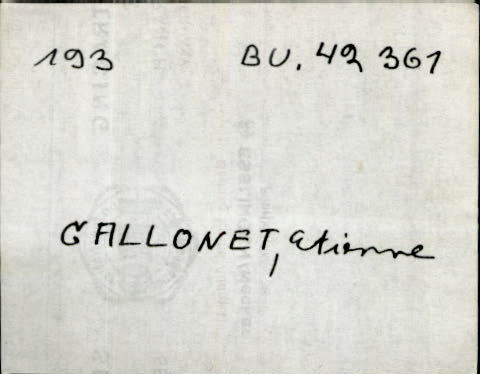 193 BU. 42 361
GALLONET, Etienne